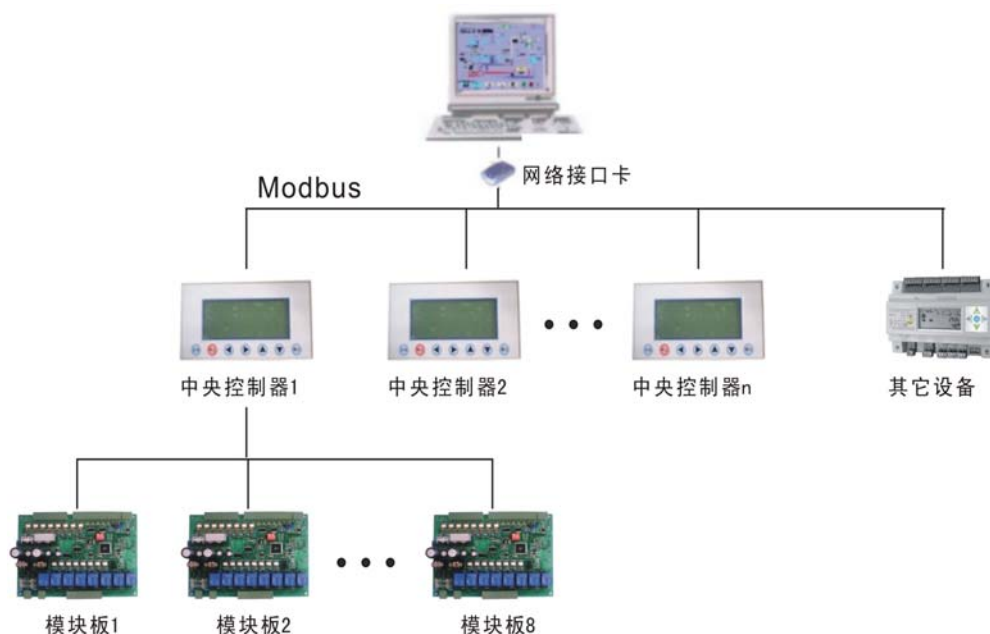 网络接口卡
Modbus
中央控制器1
中央控制器2
中央控制器n
其它设备
模块板1
模块板2
模块板8